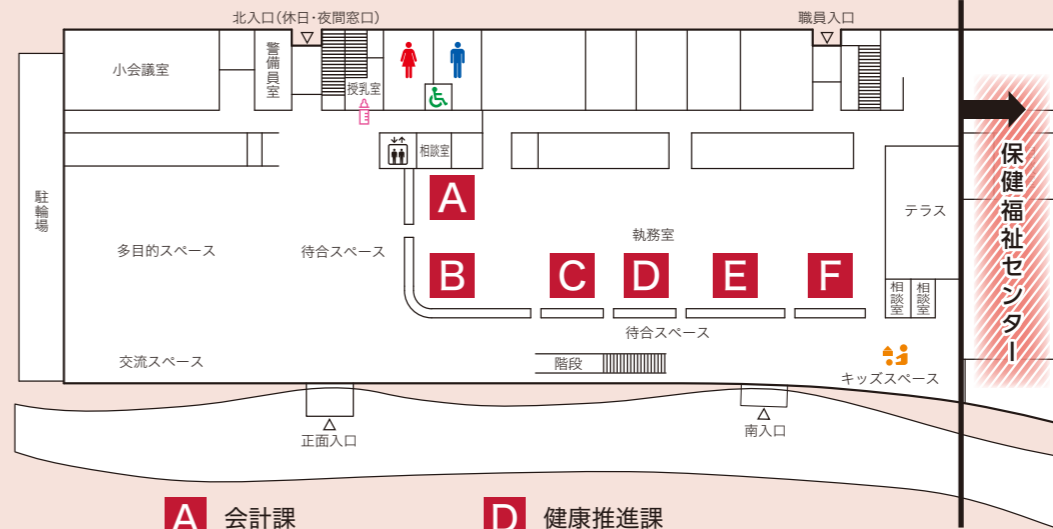 北入口(休日・夜間窓口)
職員入口
小会議室
警備員室
授乳室
相談室
駐輪場
多目的スペース
待合スペース
執務室
テラス
保健福祉センター
A
B
C
D
E
F
相談室
相談室
待合スペース
交流スペース
階段
キッズスペース
正面入口
南入口
A 会計課
D 健康推進課